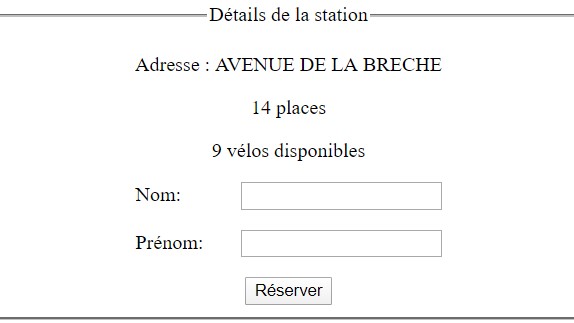 Détails de la station
Adresse : AVENUE DE LA BRECHE
14 places
9 vélos disponibles
Nom:
Prénom:
Réserver